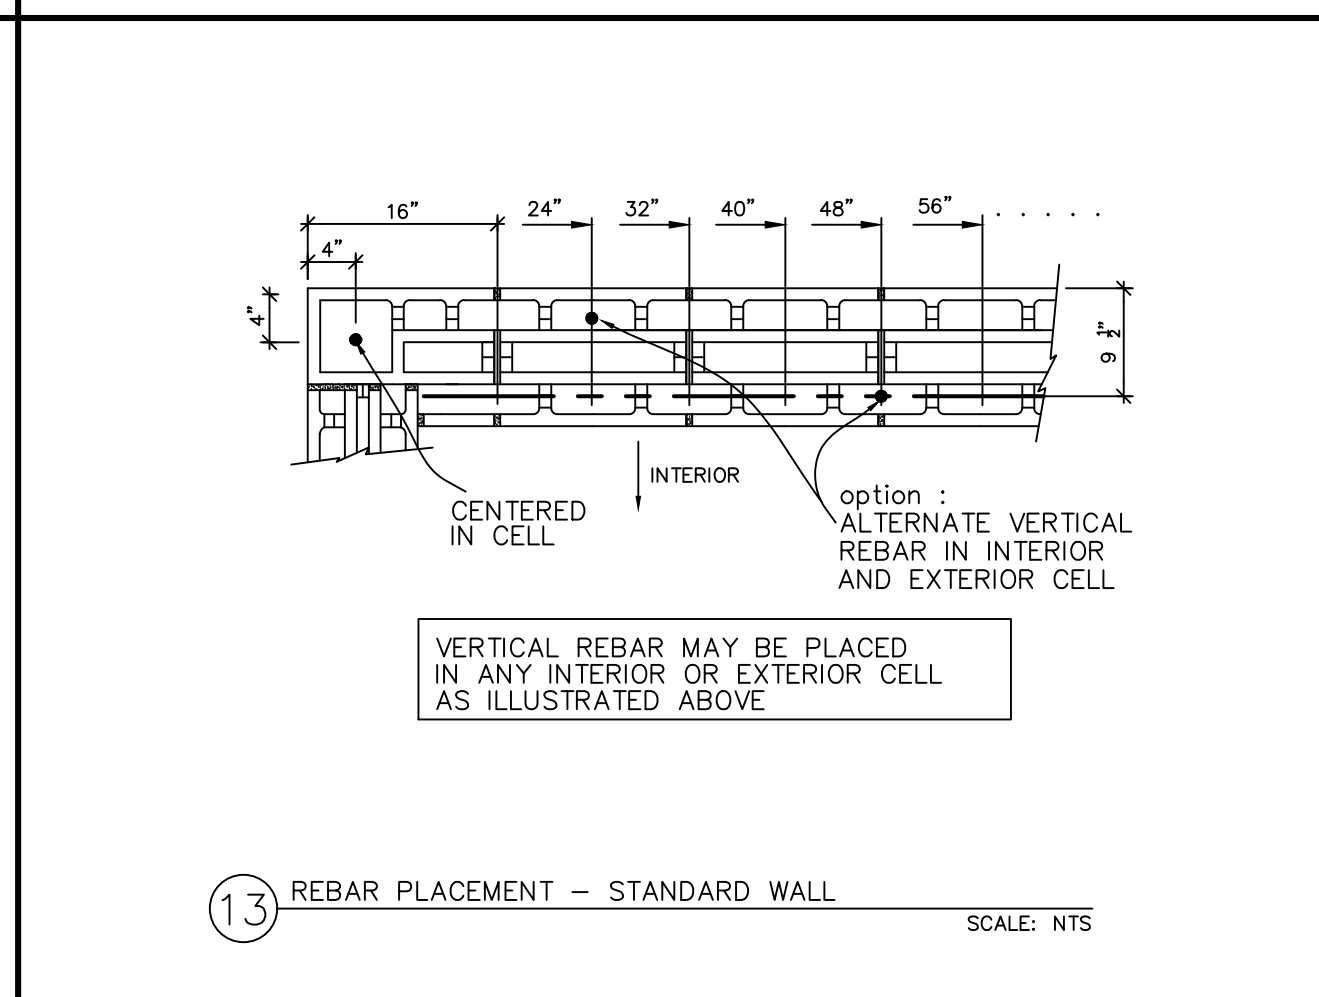 16” 24” 32” 40” 48” 56” . . . . .
4”
4”
9 1/2”
INTERIOR
CENTERED
IN CELL
option :
ALTERNATE VERTICAL
REBAR IN INTERIOR
AND EXTERIOR CELL
VERTICAL REBAR MAY BE PLACED
IN ANY INTERIOR OR EXTERIOR CELL
AS ILLUSTRATED ABOVE
13 REBAR PLACEMENT – STANDARD WALL
SCALE: NTS